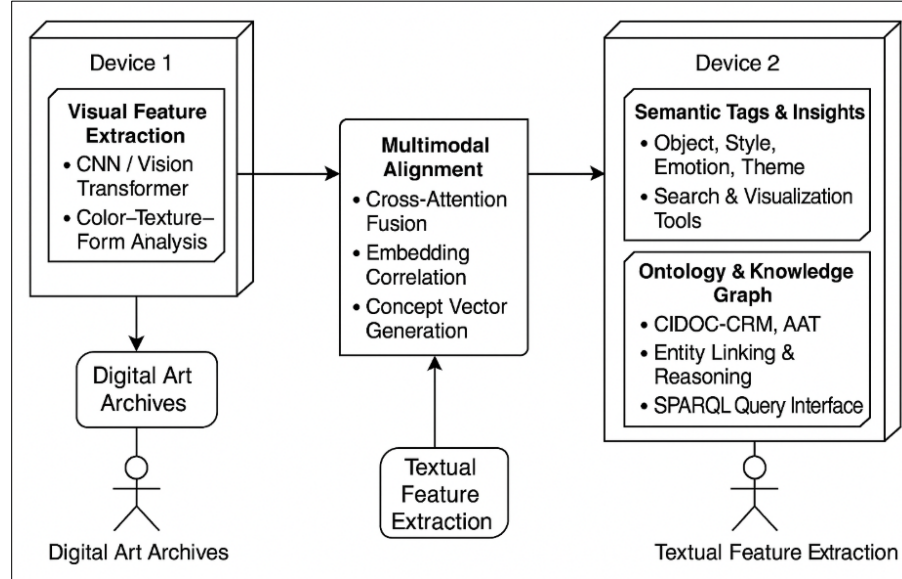 Device 1
Visual Feature
Extraction
• CNN / Vision
Transformer
• Color–Texture–
Form Analysis
Digital Art
Archives
Digital Art Archives
Multimodal
Alignment
• Cross-Attention
Fusion
• Embedding
Correlation
• Concept Vector
Generation
Textual
Feature
Extraction
Device 2
Semantic Tags & Insights
• Object, Style,
Emotion, Theme
• Search & Visualization
Tools
Ontology & Knowledge
Graph
• CIDOC-CRM, AAT
• Entity Linking &
Reasoning
• SPARQL Query Interface
Textual Feature Extraction